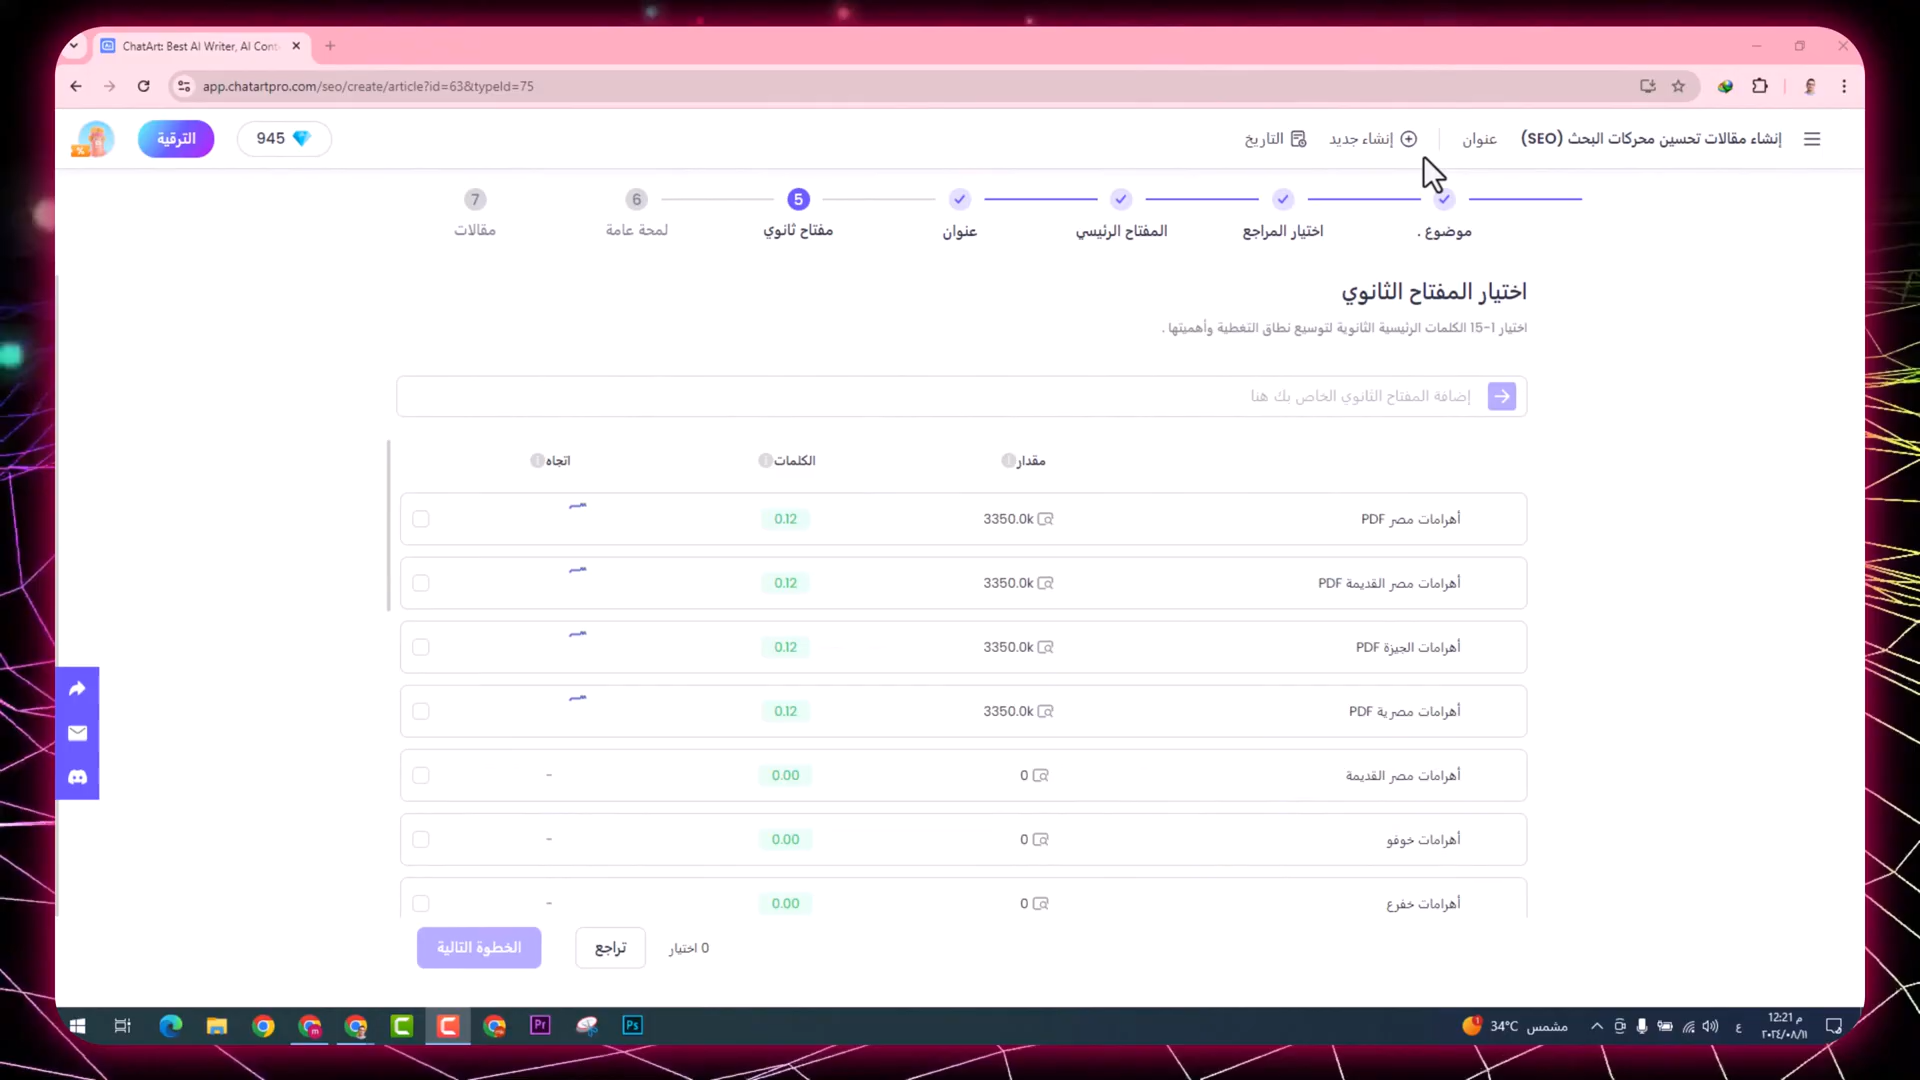 ChatArt: Best AI Writer, AI Cont
app.chatartpro.com/seo/create/article?id=63&typeId=75
إنشاء مقالات تحسين محركات البحث (SEO)
عنوان
إنشاء جديد
التاريخ
945
الترقية
موضوع .
اختيار المراجع
المفتاح الرئيسي
عنوان
5
مفتاح ثانوي
6
لمحة عامة
7
مقالات
اختيار المفتاح الثانوي
اختيار 1-15 الكلمات الرئيسية الثانوية لتوسيع نطاق التغطية وأهميتها .
إضافة المفتاح الثانوي الخاص بك هنا
مقدار الكلمات اتجاه
أهرامات مصر PDF 3350.0k 0.12
أهرامات مصر القديمة PDF 3350.0k 0.12
أهرامات الجيزة PDF 3350.0k 0.12
أهرامات مصرية PDF 3350.0k 0.12
أهرامات مصر القديمة 0 0.00 -
أهرامات خوفو 0 0.00 -
أهرامات خفرع 0 0.00 -
0 اختيار
تراجع
الخطوة التالية
Pr
Ps
34°C مشمس
ع
12:21 م
٢٠٢٤/٠٨/١١